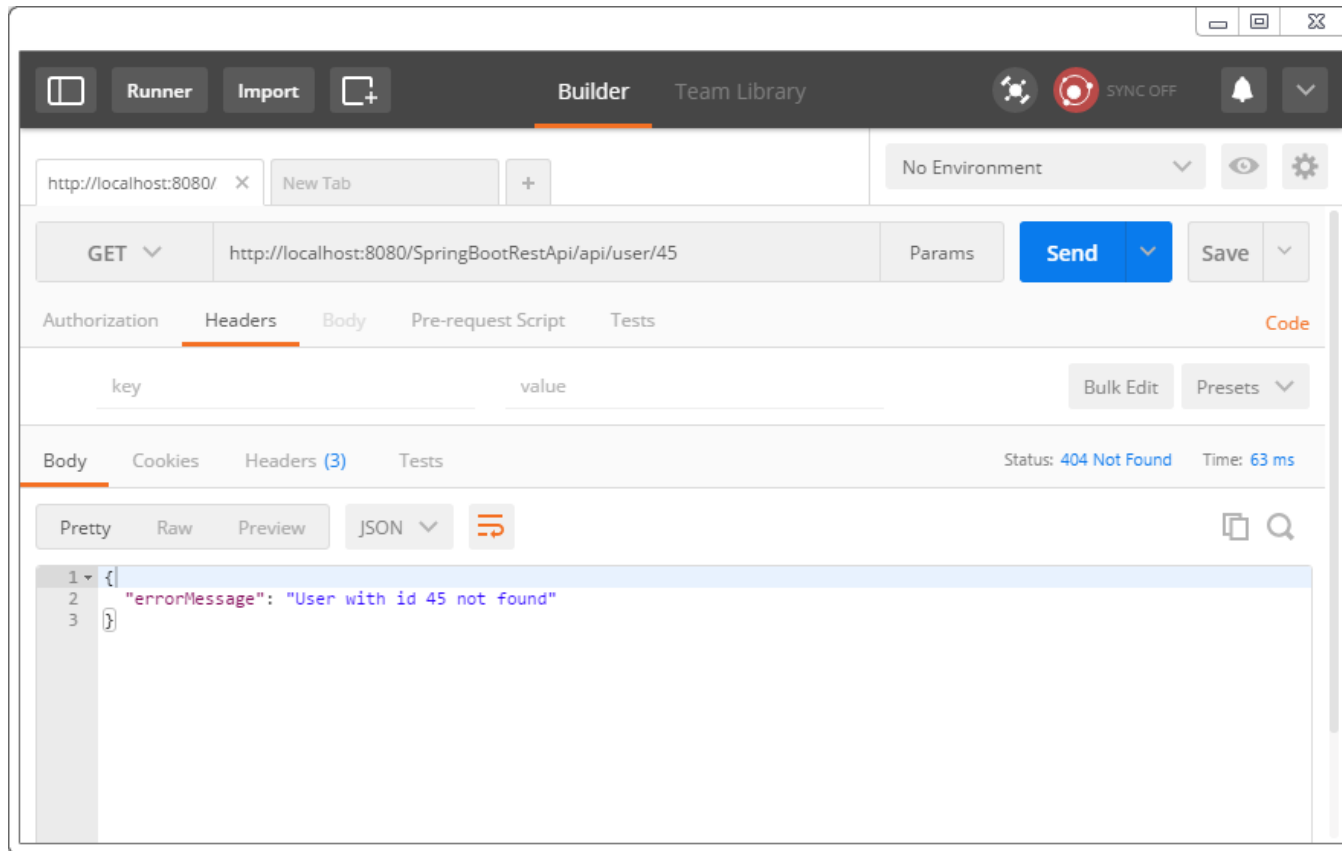 Runner Import Builder Team Library SYNC OFF
http://localhost:8080/ New Tab + No Environment
GET http://localhost:8080/SpringBootRestApi/api/user/45 Params Send Save
Authorization Headers Body Pre-request Script Tests Code
key value Bulk Edit Presets
Body Cookies Headers (3) Tests Status: 404 Not Found Time: 63 ms
Pretty Raw Preview JSON
1 {
2 "errorMessage": "User with id 45 not found"
3 }